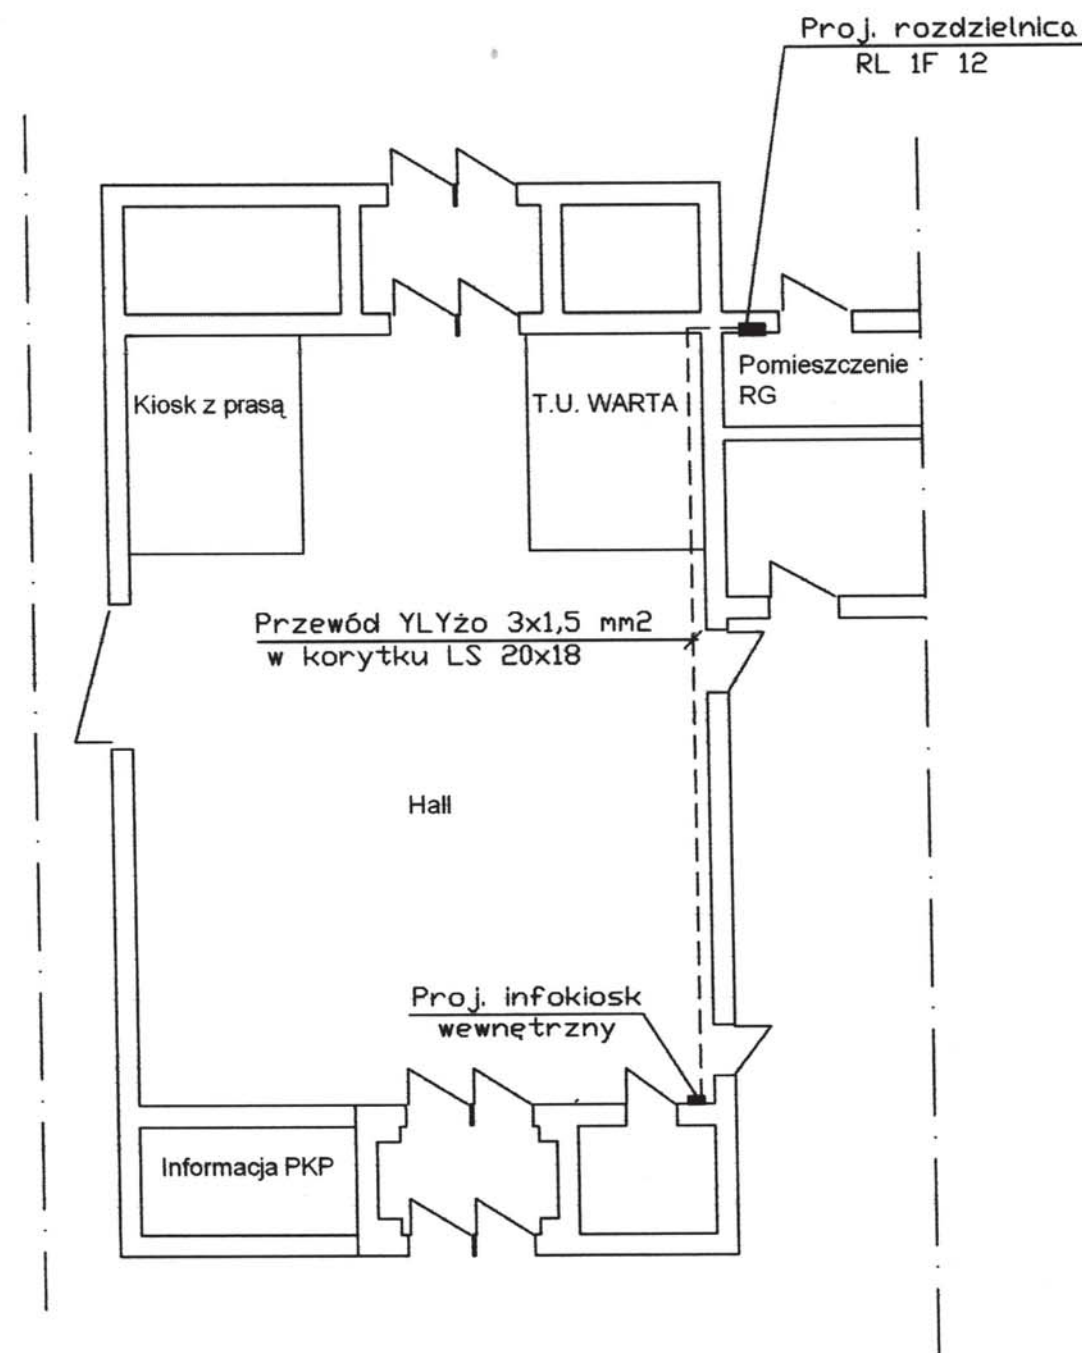 Proj. rozdzielnica
RL 1F 12
Pomieszczenie
RG
Kiosk z prasą
T.U. WARTA
Przewód YLYżo 3x1,5 mm2
w korytku LS 20x18
Hall
Proj. infokiosk
wewnętrzny
Informacja PKP